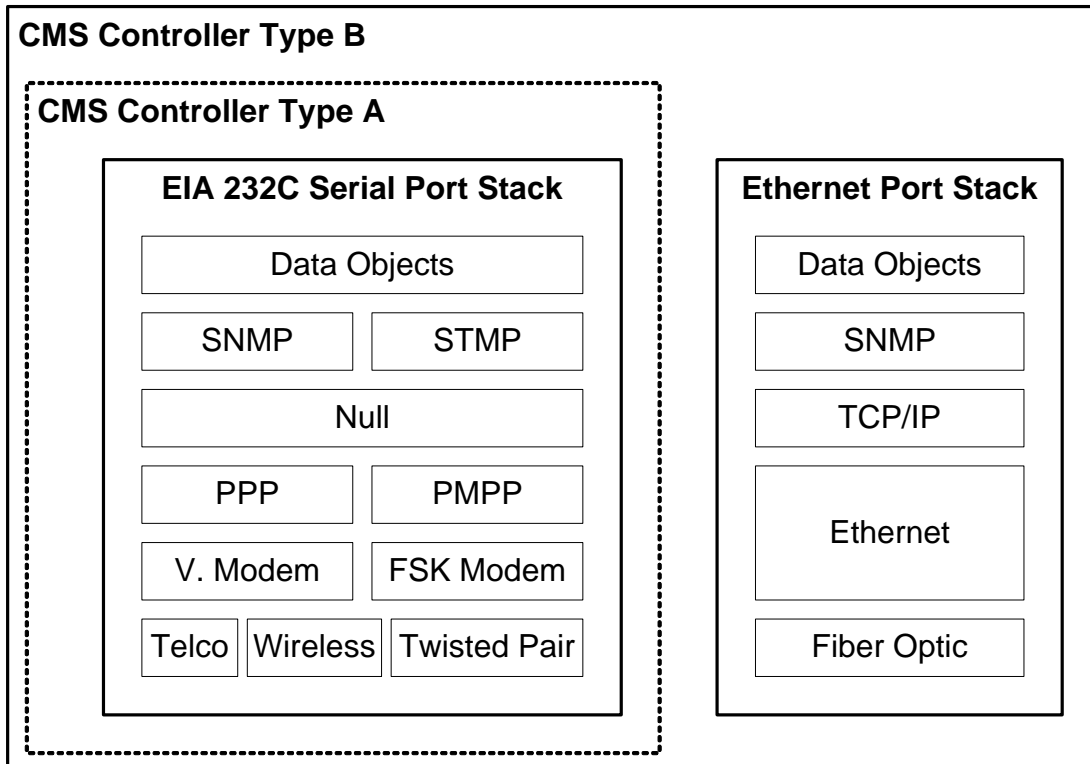 CMS Controller Type B
CMS Controller Type A
EIA 232C Serial Port Stack
Data Objects
SNMP
STMP
Null
PPP
PMPP
V. Modem
FSK Modem
Telco
Wireless
Twisted Pair
Ethernet Port Stack
Data Objects
SNMP
TCP/IP
Ethernet
Fiber Optic